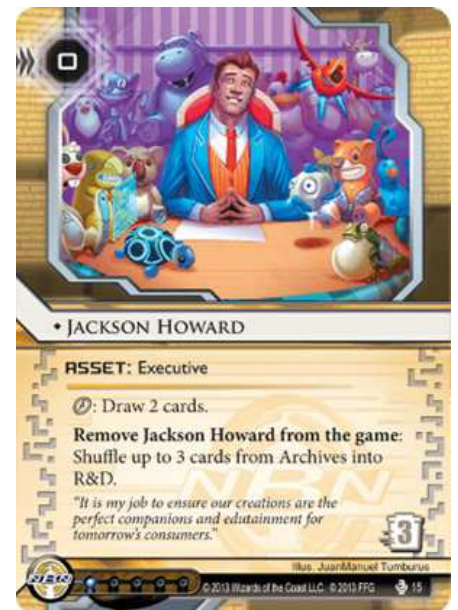 0
• JACKSON HOWARD
ASSET: Executive
: Draw 2 cards.
Remove Jackson Howard from the game:
Shuffle up to 3 cards from Archives into
R&D.
"It is my job to ensure our creations are the
perfect companions and edutainment for
tomorrow's consumers."
3
NBN
Illus. JuanManuel Tumburus
NBN
© 2013 Wizards of the Coast LLC. © 2013 FFG
15